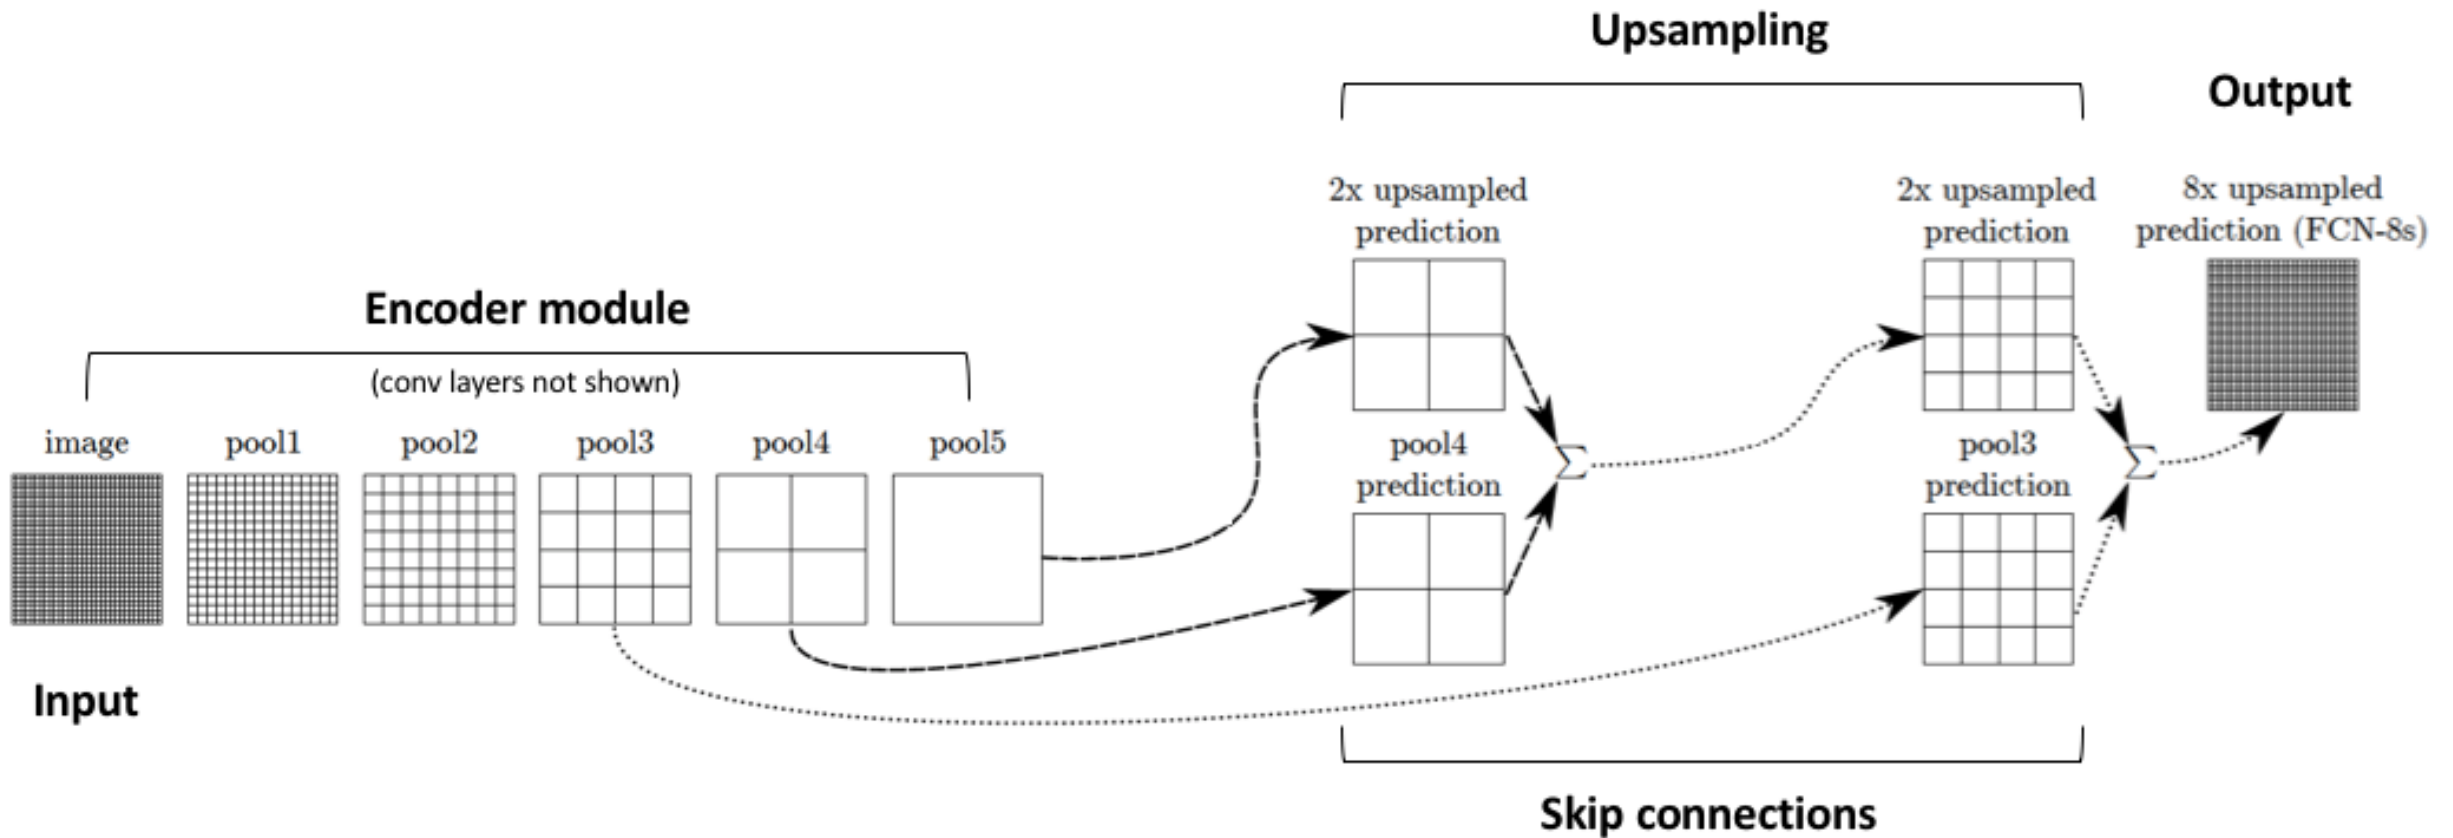 Upsampling
Output
2x upsampled
prediction
2x upsampled
prediction
8x upsampled
prediction (FCN-8s)
Encoder module
(conv layers not shown)
image
pool1
pool2
pool3
pool4
pool5
pool4
prediction
Σ
pool3
prediction
Σ
Input
Skip connections